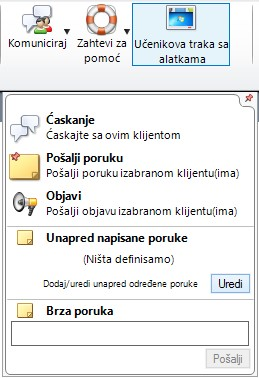 Komuniciraj
Zahtevi za
pomoć
Učenikova traka sa
alatkama
Ćaskanje
Ćaskajte sa ovim klijentom
Pošalji poruku
Pošalji poruku izabranom klijentu(ima)
Objavi
Pošalji objavu izabranom klijentu(ima)
Unapred napisane poruke
(Ništa definisamo)
Dodaj/uredi unapred određene poruke
Uredi
Brza poruka
Pošalji